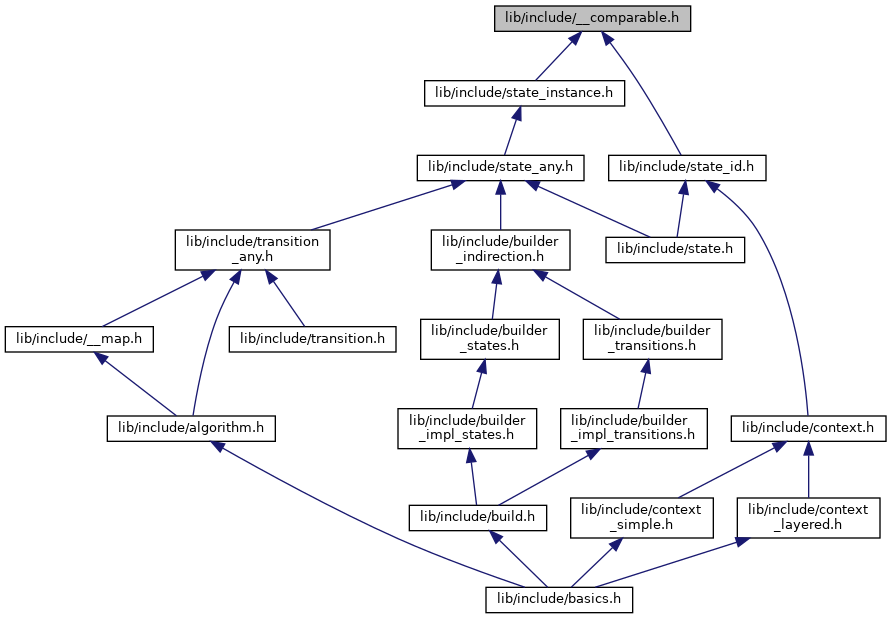 lib/include/__comparable.h
lib/include/state_instance.h
lib/include/state_any.h
lib/include/state_id.h
lib/include/transition
_any.h
lib/include/builder
_indirection.h
lib/include/state.h
lib/include/__map.h
lib/include/transition.h
lib/include/builder
_states.h
lib/include/builder
_transitions.h
lib/include/algorithm.h
lib/include/builder
_impl_states.h
lib/include/builder
_impl_transitions.h
lib/include/context.h
lib/include/build.h
lib/include/context
_simple.h
lib/include/context
_layered.h
lib/include/basics.h